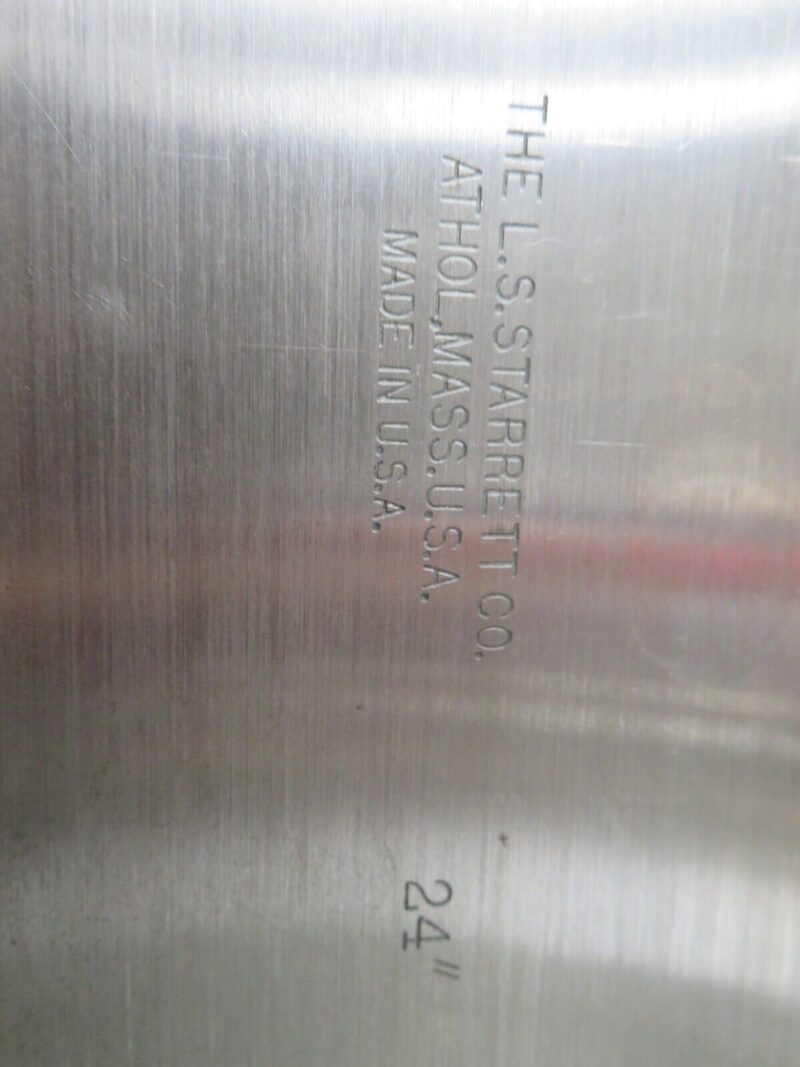 THE L.S.STARRETT CO.
ATHOL,MASS.U.S.A.
MADE IN U.S.A.
24"